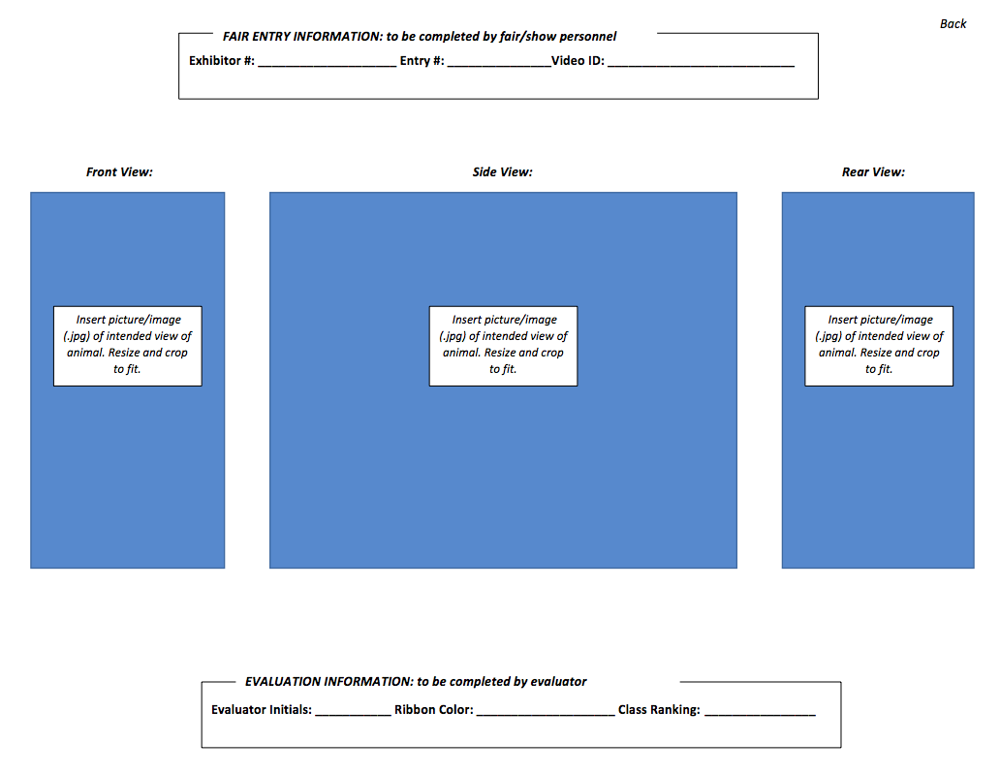 Back
FAIR ENTRY INFORMATION: to be completed by fair/show personnel
Exhibitor #: ____________________ Entry #: _______________Video ID: ___________________________
Front View:
Side View:
Rear View:
Insert picture/image
(.jpg) of intended view of
animal. Resize and crop
to fit.
Insert picture/image
(.jpg) of intended view of
animal. Resize and crop
to fit.
Insert picture/image
(.jpg) of intended view of
animal. Resize and crop
to fit.
EVALUATION INFORMATION: to be completed by evaluator
Evaluator Initials: ___________ Ribbon Color: ____________________ Class Ranking: ________________